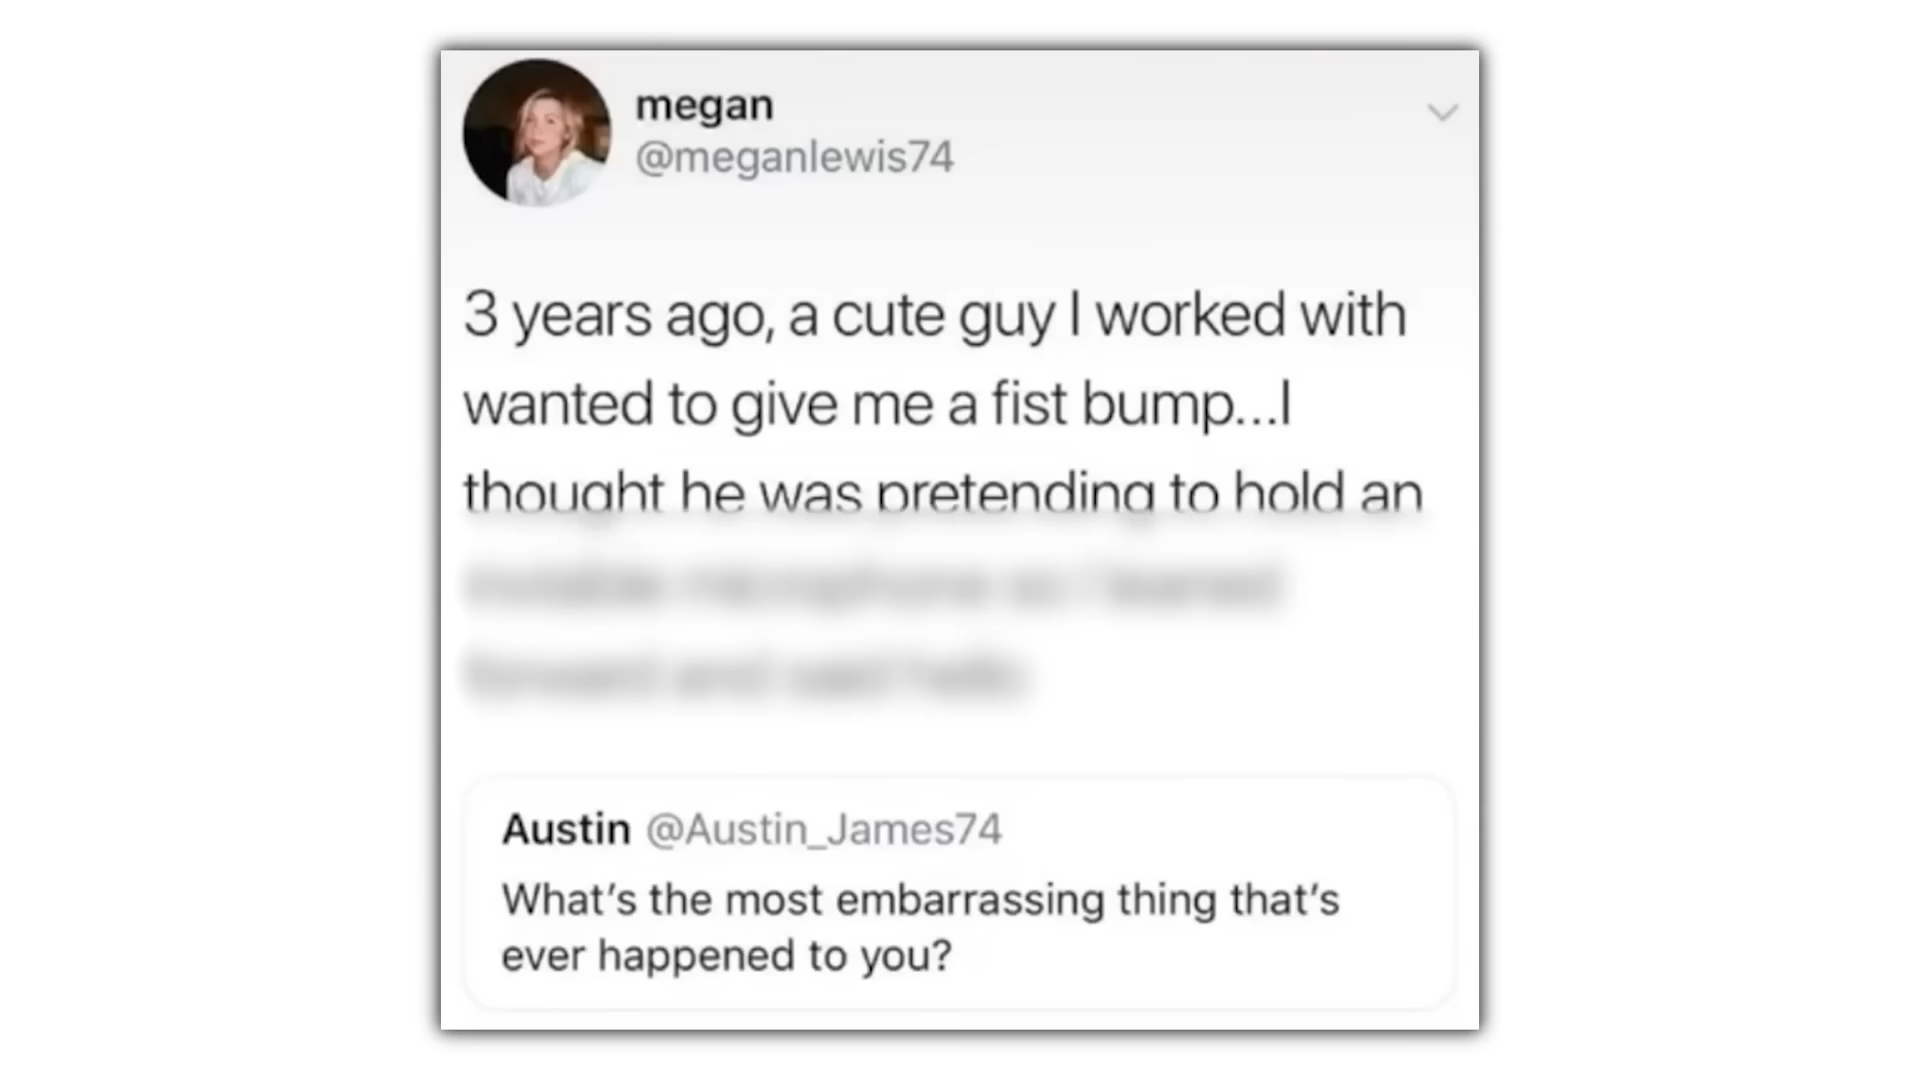 megan
@meganlewis74
3 years ago, a cute guy I worked with
wanted to give me a fist bump...I
thought he was pretending to hold an
Austin @Austin_James74
What's the most embarrassing thing that's
ever happened to you?